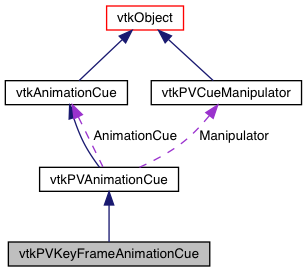 vtkObject
vtkAnimationCue
vtkPVCueManipulator
AnimationCue
Manipulator
vtkPVAnimationCue
vtkPVKeyFrameAnimationCue